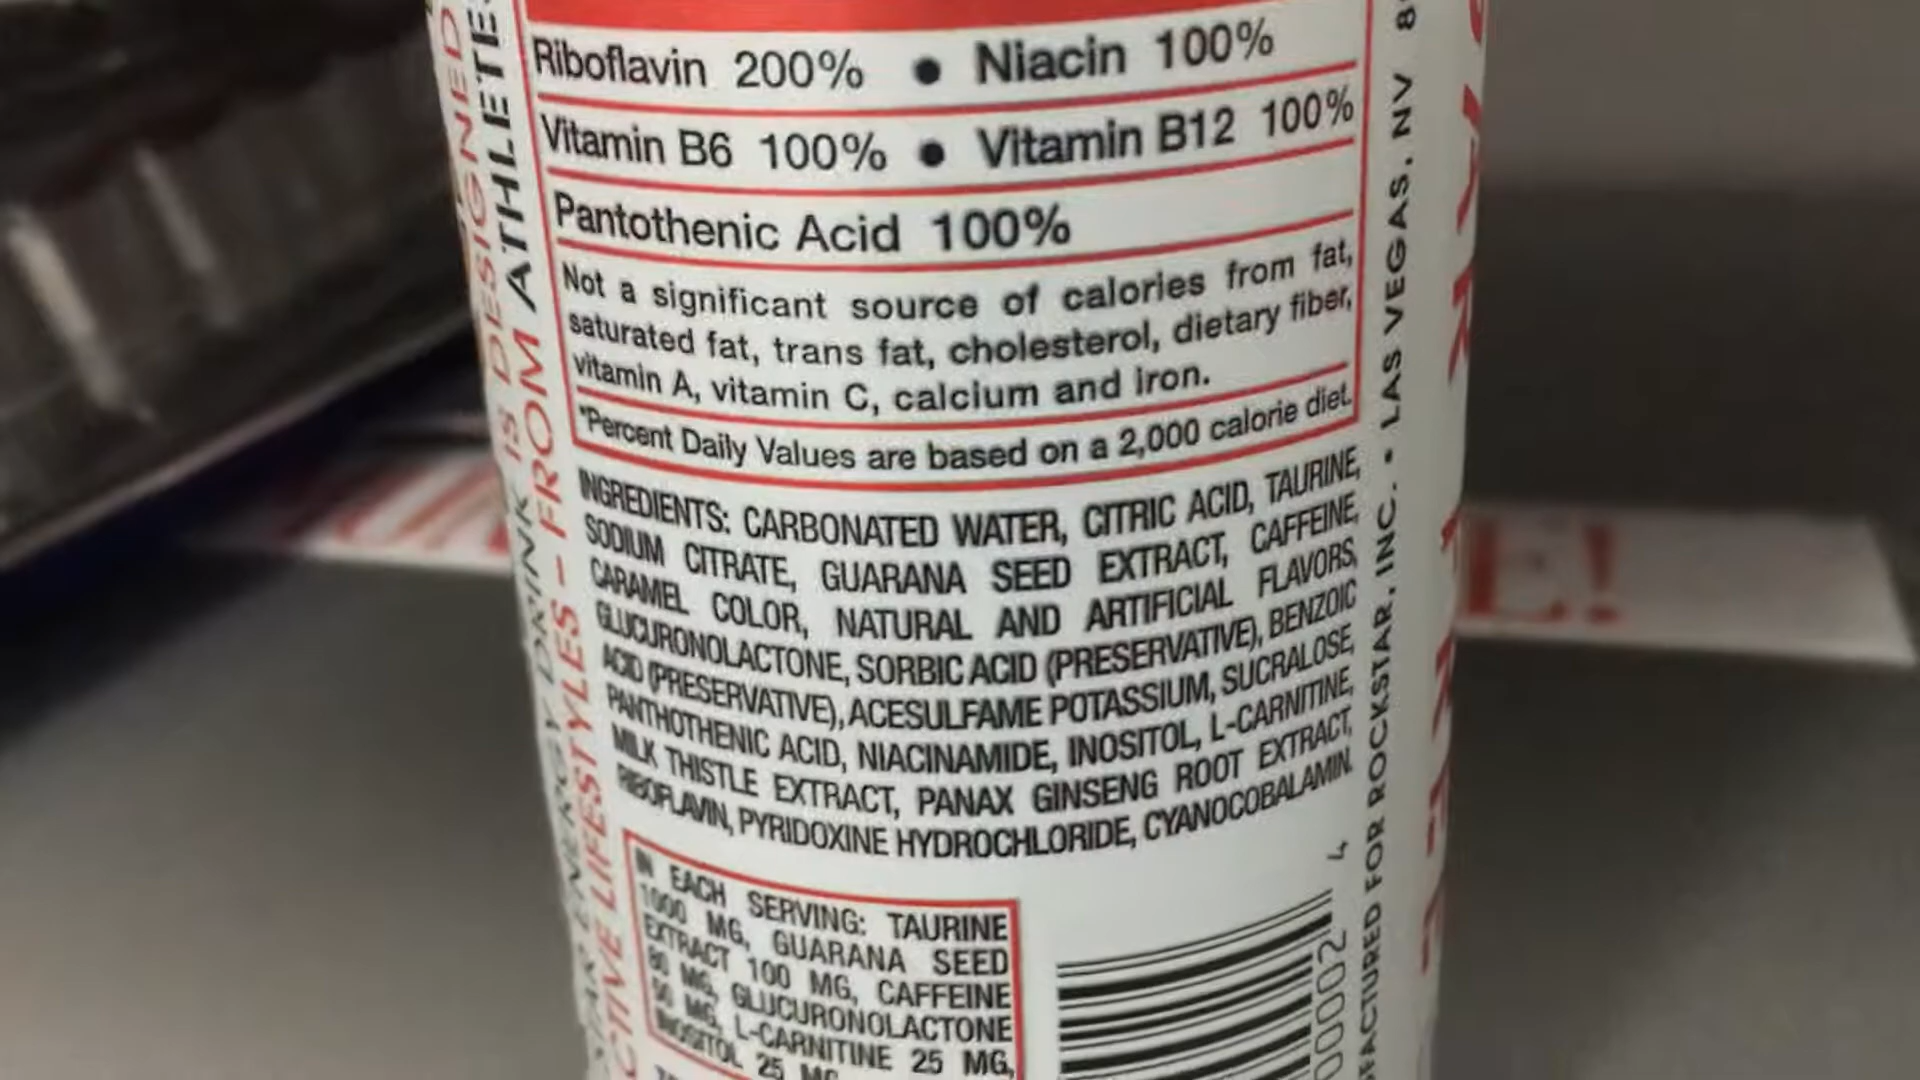 Riboflavin 200% • Niacin 100%
Vitamin B6 100% • Vitamin B12 100%
Pantothenic Acid 100%
Not a significant source of calories from fat,
saturated fat, trans fat, cholesterol, dietary fiber,
vitamin A, vitamin C, calcium and iron.
*Percent Daily Values are based on a 2,000 calorie diet.
INGREDIENTS: CARBONATED WATER, CITRIC ACID, TAURINE,
SODIUM CITRATE, GUARANA SEED EXTRACT, CAFFEINE,
CARAMEL COLOR, NATURAL AND ARTIFICIAL FLAVORS,
GLUCURONOLACTONE, SORBIC ACID (PRESERVATIVE), BENZOIC
ACID (PRESERVATIVE), ACESULFAME POTASSIUM, SUCRALOSE,
PANTHOTHENIC ACID, NIACINAMIDE, INOSITOL, L-CARNITINE,
MILK THISTLE EXTRACT, PANAX GINSENG ROOT EXTRACT,
RIBOFLAVIN, PYRIDOXINE HYDROCHLORIDE, CYANOCOBALAMIN.
IN EACH SERVING: TAURINE
1000 MG, GUARANA SEED
EXTRACT 100 MG, CAFFEINE
80 MG, GLUCURONOLACTONE
50 MG, L-CARNITINE 25 MG,
INOSITOL 25 MG
IS DESIGNED
ENERGY DRINK
ACTIVE LIFESTYLES – FROM ATHLETES
MANUFACTURED FOR ROCKSTAR, INC. • LAS VEGAS, NV 8
00002 4
E!